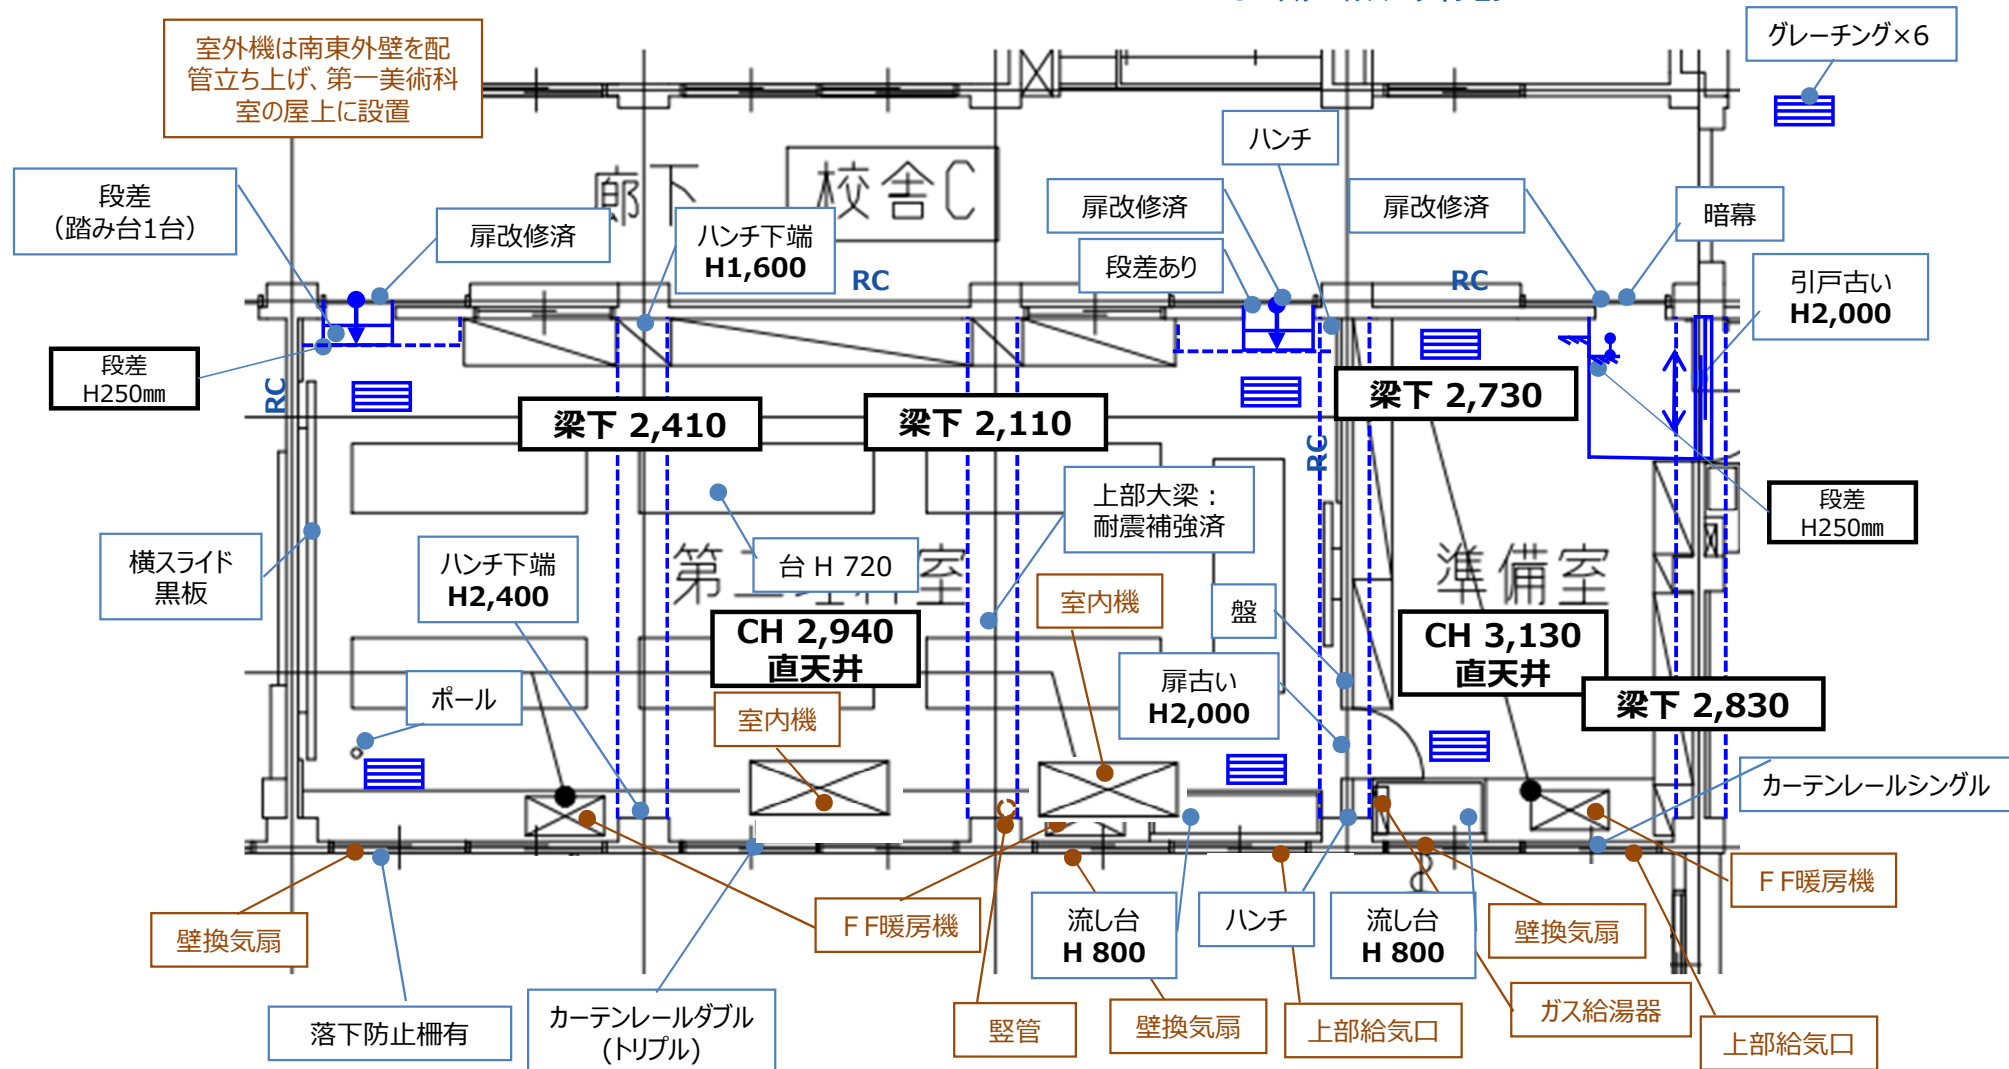 グレーチング×6
室外機は南東外壁を配
管立ち上げ、第一美術科
室の屋上に設置
ハンチ
廊下
校舎C
段差
（踏み台1台）
扉改修済
ハンチ下端
H1,600
扉改修済
扉改修済
暗幕
段差あり
RC
RC
引戸古い
H2,000
段差
H250㎜
RC
梁下 2,410
梁下 2,110
梁下 2,730
RC
上部大梁：
耐震補強済
段差
H250㎜
横スライド
黒板
ハンチ下端
H2,400
台 H 720
準備室
室内機
盤
CH 2,940
直天井
CH 3,130
直天井
扉古い
H2,000
ポール
室内機
梁下 2,830
カーテンレールシングル
ＦＦ暖房機
壁換気扇
ＦＦ暖房機
流し台
H 800
ハンチ
流し台
H 800
壁換気扇
落下防止柵有
カーテンレールダブル
(トリプル)
竪管
壁換気扇
上部給気口
ガス給湯器
上部給気口